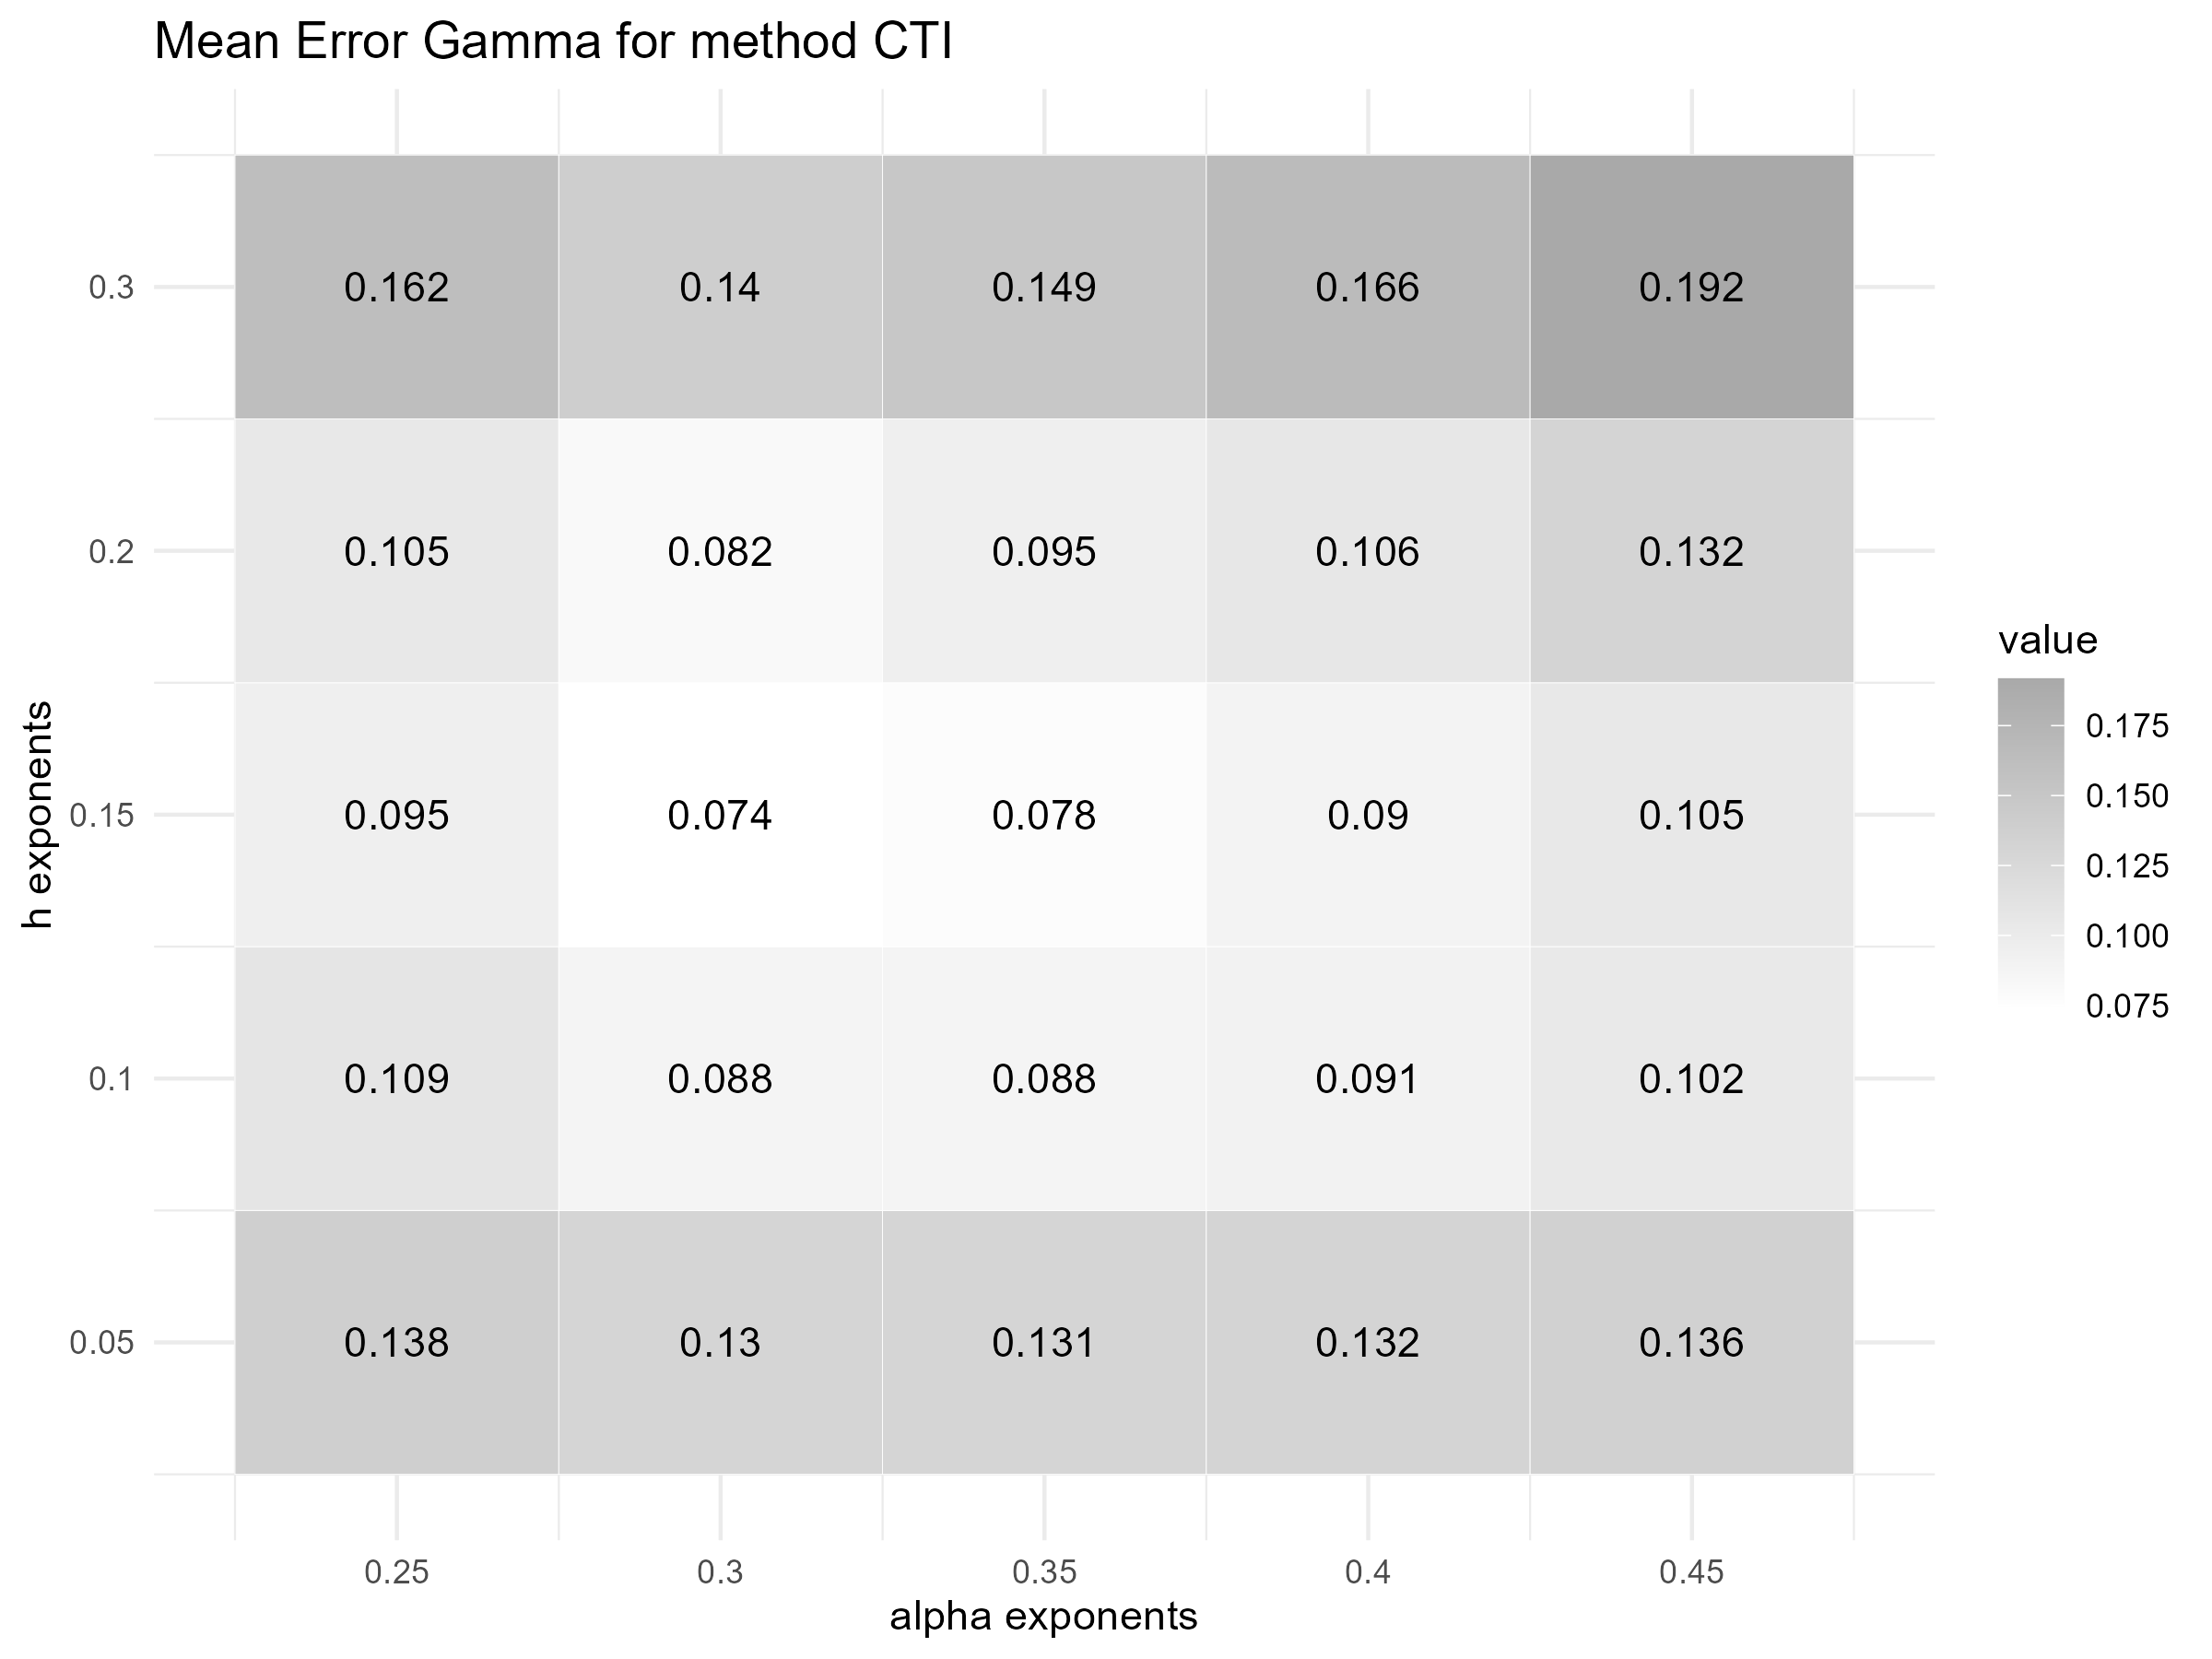 Mean Error Gamma for method CTI
0.3 0.162 0.14 0.149 0.166 0.192
0.2 0.105 0.082 0.095 0.106 0.132
0.15 0.095 0.074 0.078 0.09 0.105
0.1 0.109 0.088 0.088 0.091 0.102
0.05 0.138 0.13 0.131 0.132 0.136
0.25 0.3 0.35 0.4 0.45
alpha exponents
h exponents
value
0.175
0.150
0.125
0.100
0.075